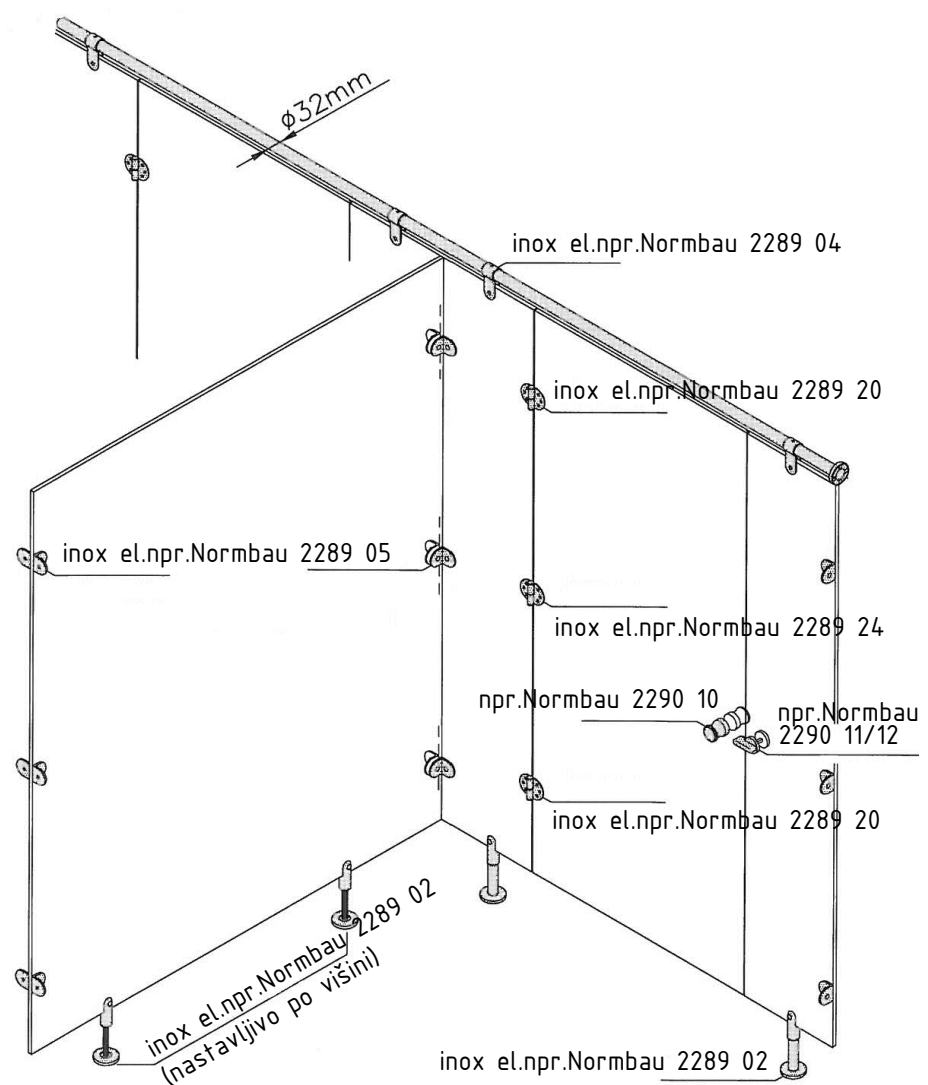 ϕ32mm
inox el.npr.Normbau 2289 04
inox el.npr.Normbau 2289 20
inox el.npr.Normbau 2289 05
inox el.npr.Normbau 2289 24
npr.Normbau 2290 10
npr.Normbau
2290 11/12
inox el.npr.Normbau 2289 20
inox el.npr.Normbau 2289 02
(nastavljivo po višini)
inox el.npr.Normbau 2289 02